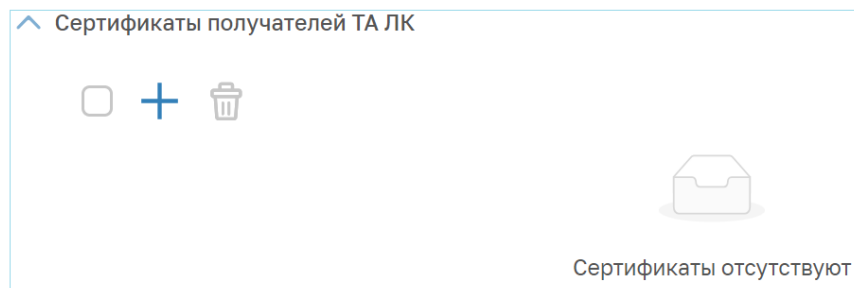 Сертификаты получателей ТА ЛК
Сертификаты отсутствуют